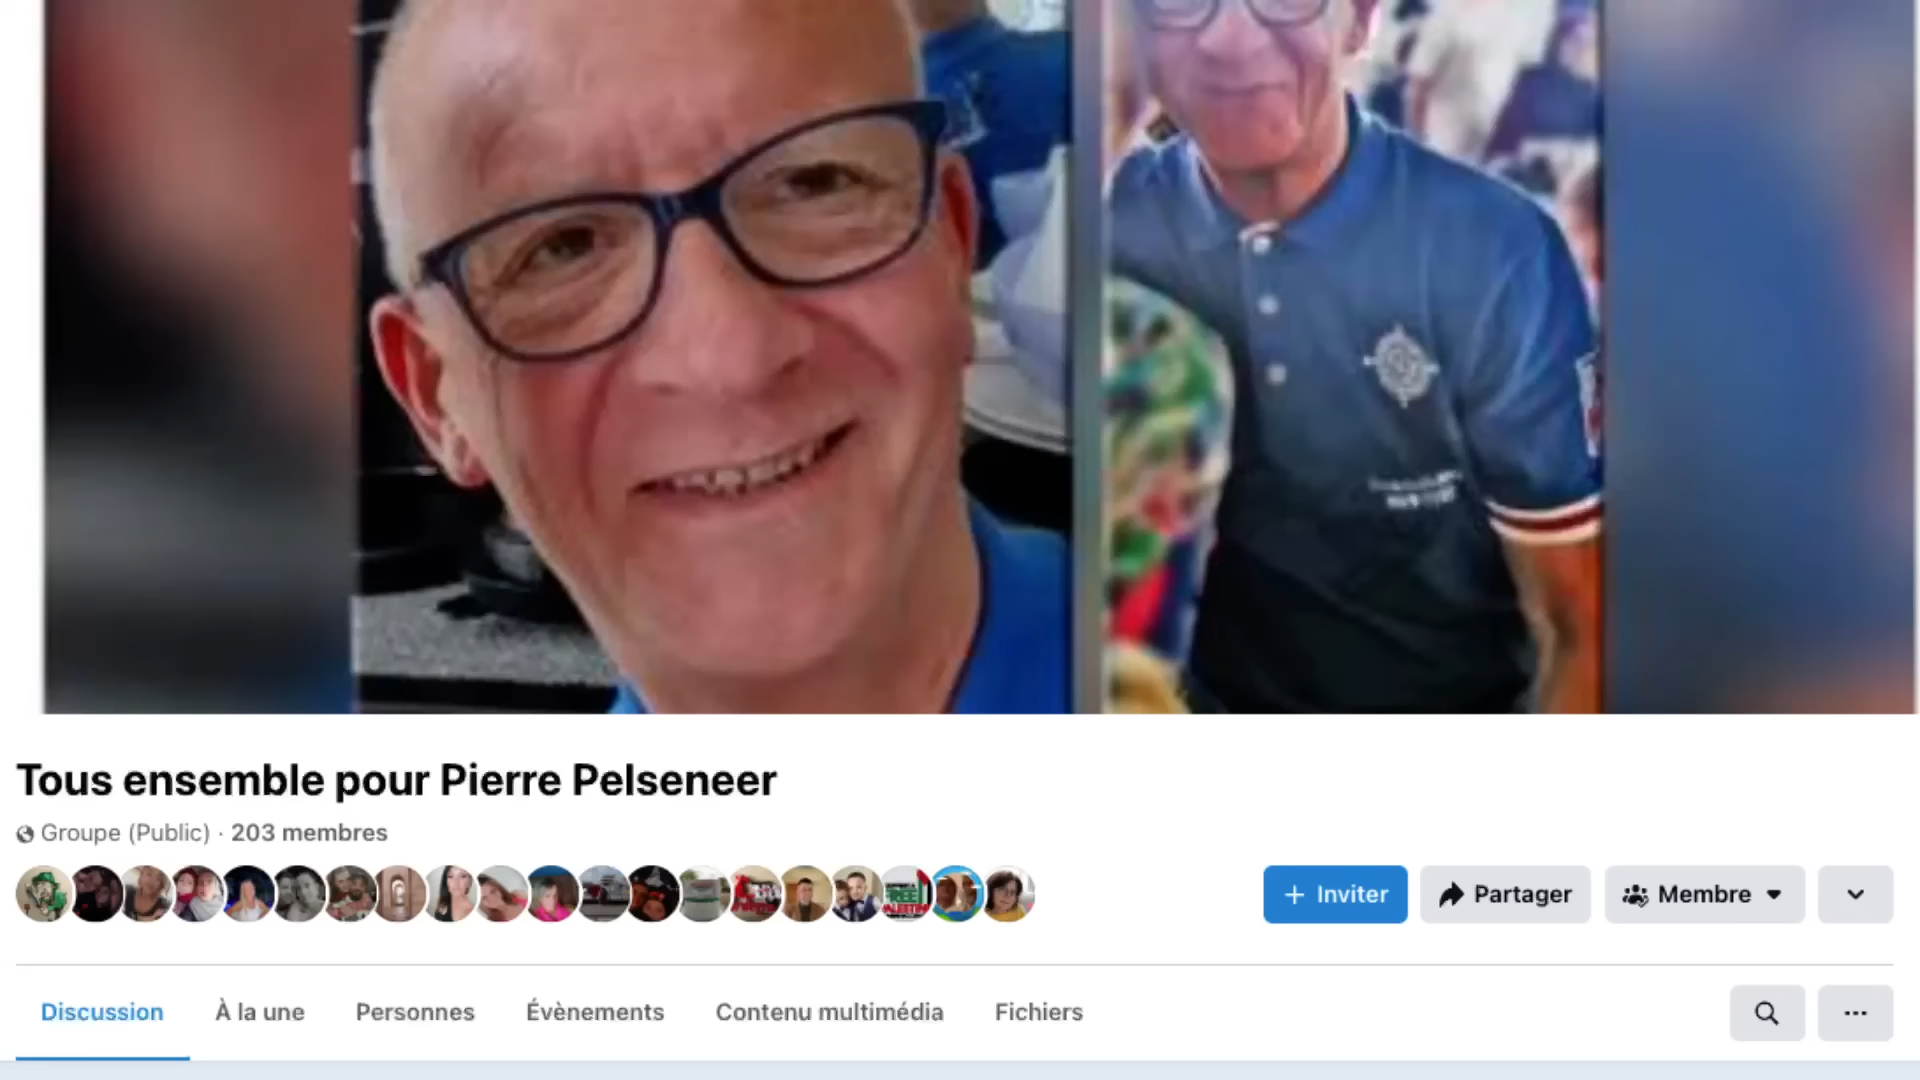 Tous ensemble pour Pierre Pelseneer
Groupe (Public) · 203 membres
+ Inviter
Partager
Membre
Discussion
À la une
Personnes
Évènements
Contenu multimédia
Fichiers